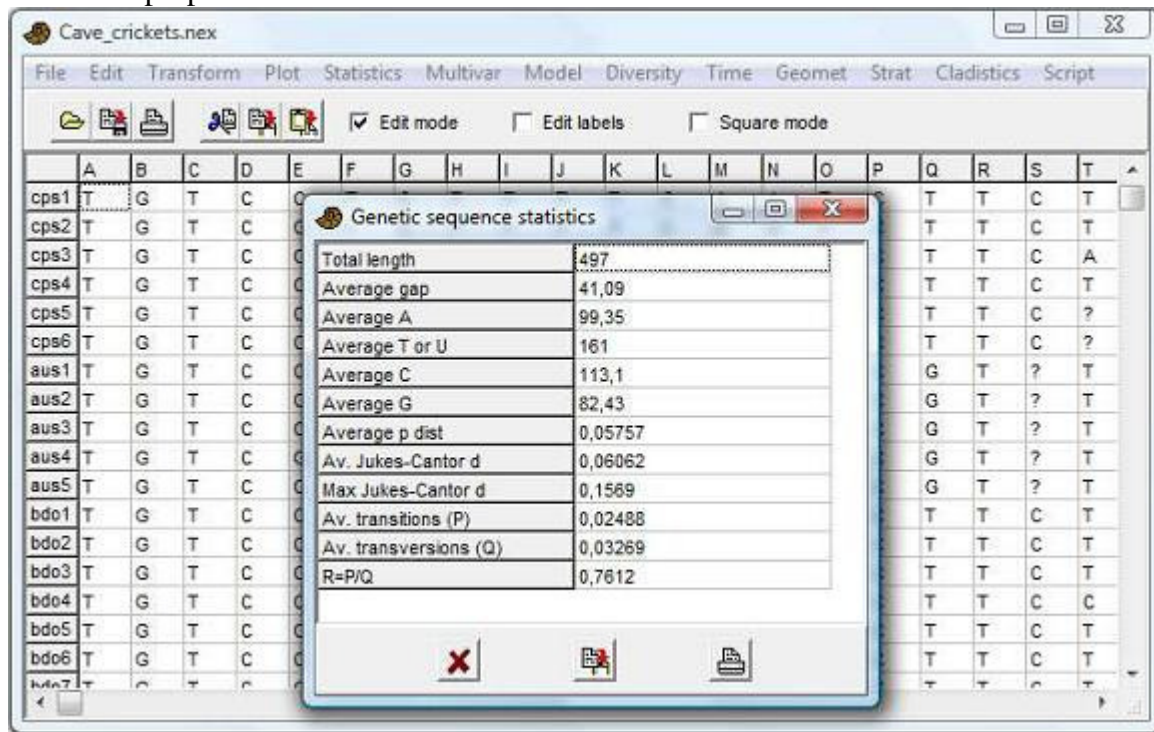 Cave_crickets.nex
File Edit Transform Plot Statistics Multivar Model Diversity Time Geomet Strat Cladistics Script
Edit mode Edit labels Square mode
A B C D E F G H I J K L M N O P Q R S T
cps1 T G T C T T C T
cps2 T G T C T T C T
cps3 T G T C T T C A
cps4 T G T C T T C T
cps5 T G T C T T C ?
cps6 T G T C T T C ?
aus1 T G T C G T ? T
aus2 T G T C G T ? T
aus3 T G T C G T ? T
aus4 T G T C G T ? T
aus5 T G T C G T ? T
bdo1 T G T C T T C T
bdo2 T G T C T T C T
bdo3 T G T C T T C T
bdo4 T G T C T T C C
bdo5 T G T C T T C T
bdo6 T G T C T T C T
Genetic sequence statistics
Total length 497
Average gap 41,09
Average A 99,35
Average T or U 161
Average C 113,1
Average G 82,43
Average p dist 0,05757
Av. Jukes-Cantor d 0,06062
Max Jukes-Cantor d 0,1569
Av. transitions (P) 0,02488
Av. transversions (Q) 0,03269
R=P/Q 0,7612